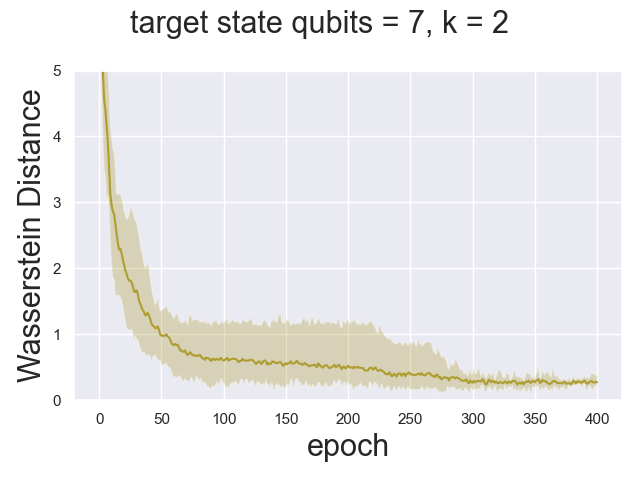 target state qubits = 7, k = 2
Wasserstein Distance
5
4
3
2
1
0
0 50 100 150 200 250 300 350 400
epoch